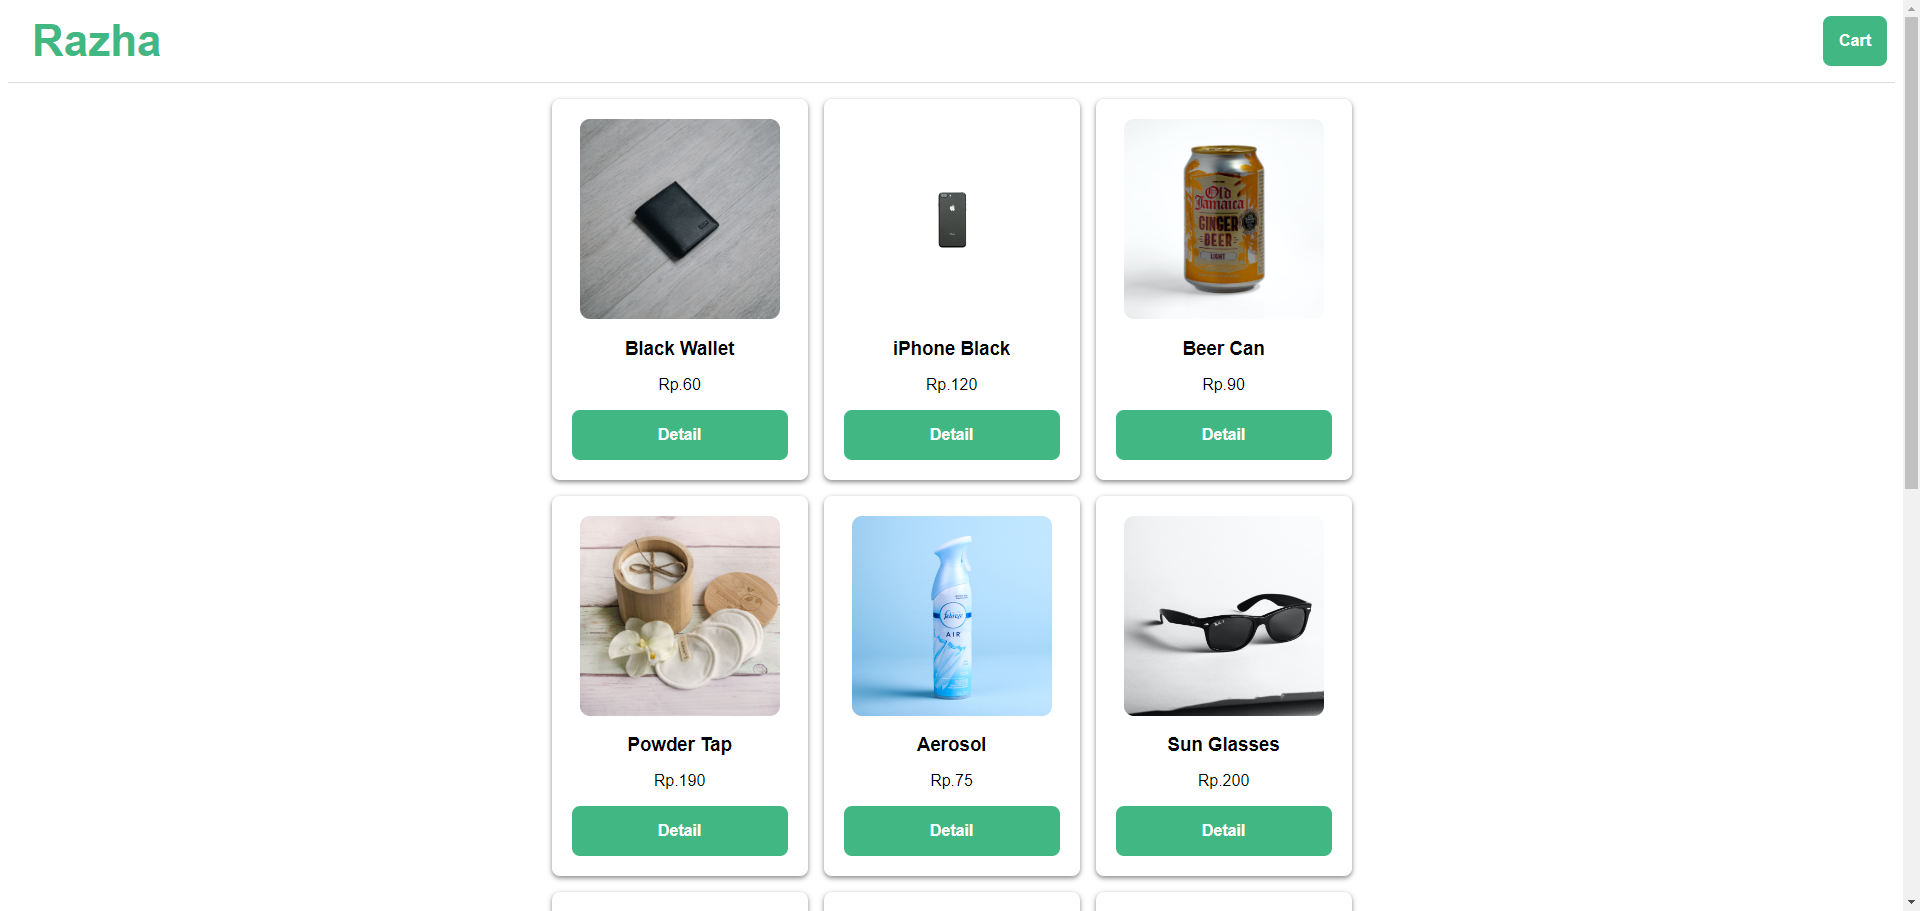 Razha
Cart
Old
Jamaica
GINGER
BEER
LIGHT
Black Wallet
iPhone Black
Beer Can
Rp.60
Rp.120
Rp.90
Detail
Detail
Detail
febreze
AIR
Powder Tap
Aerosol
Sun Glasses
Rp.190
Rp.75
Rp.200
Detail
Detail
Detail